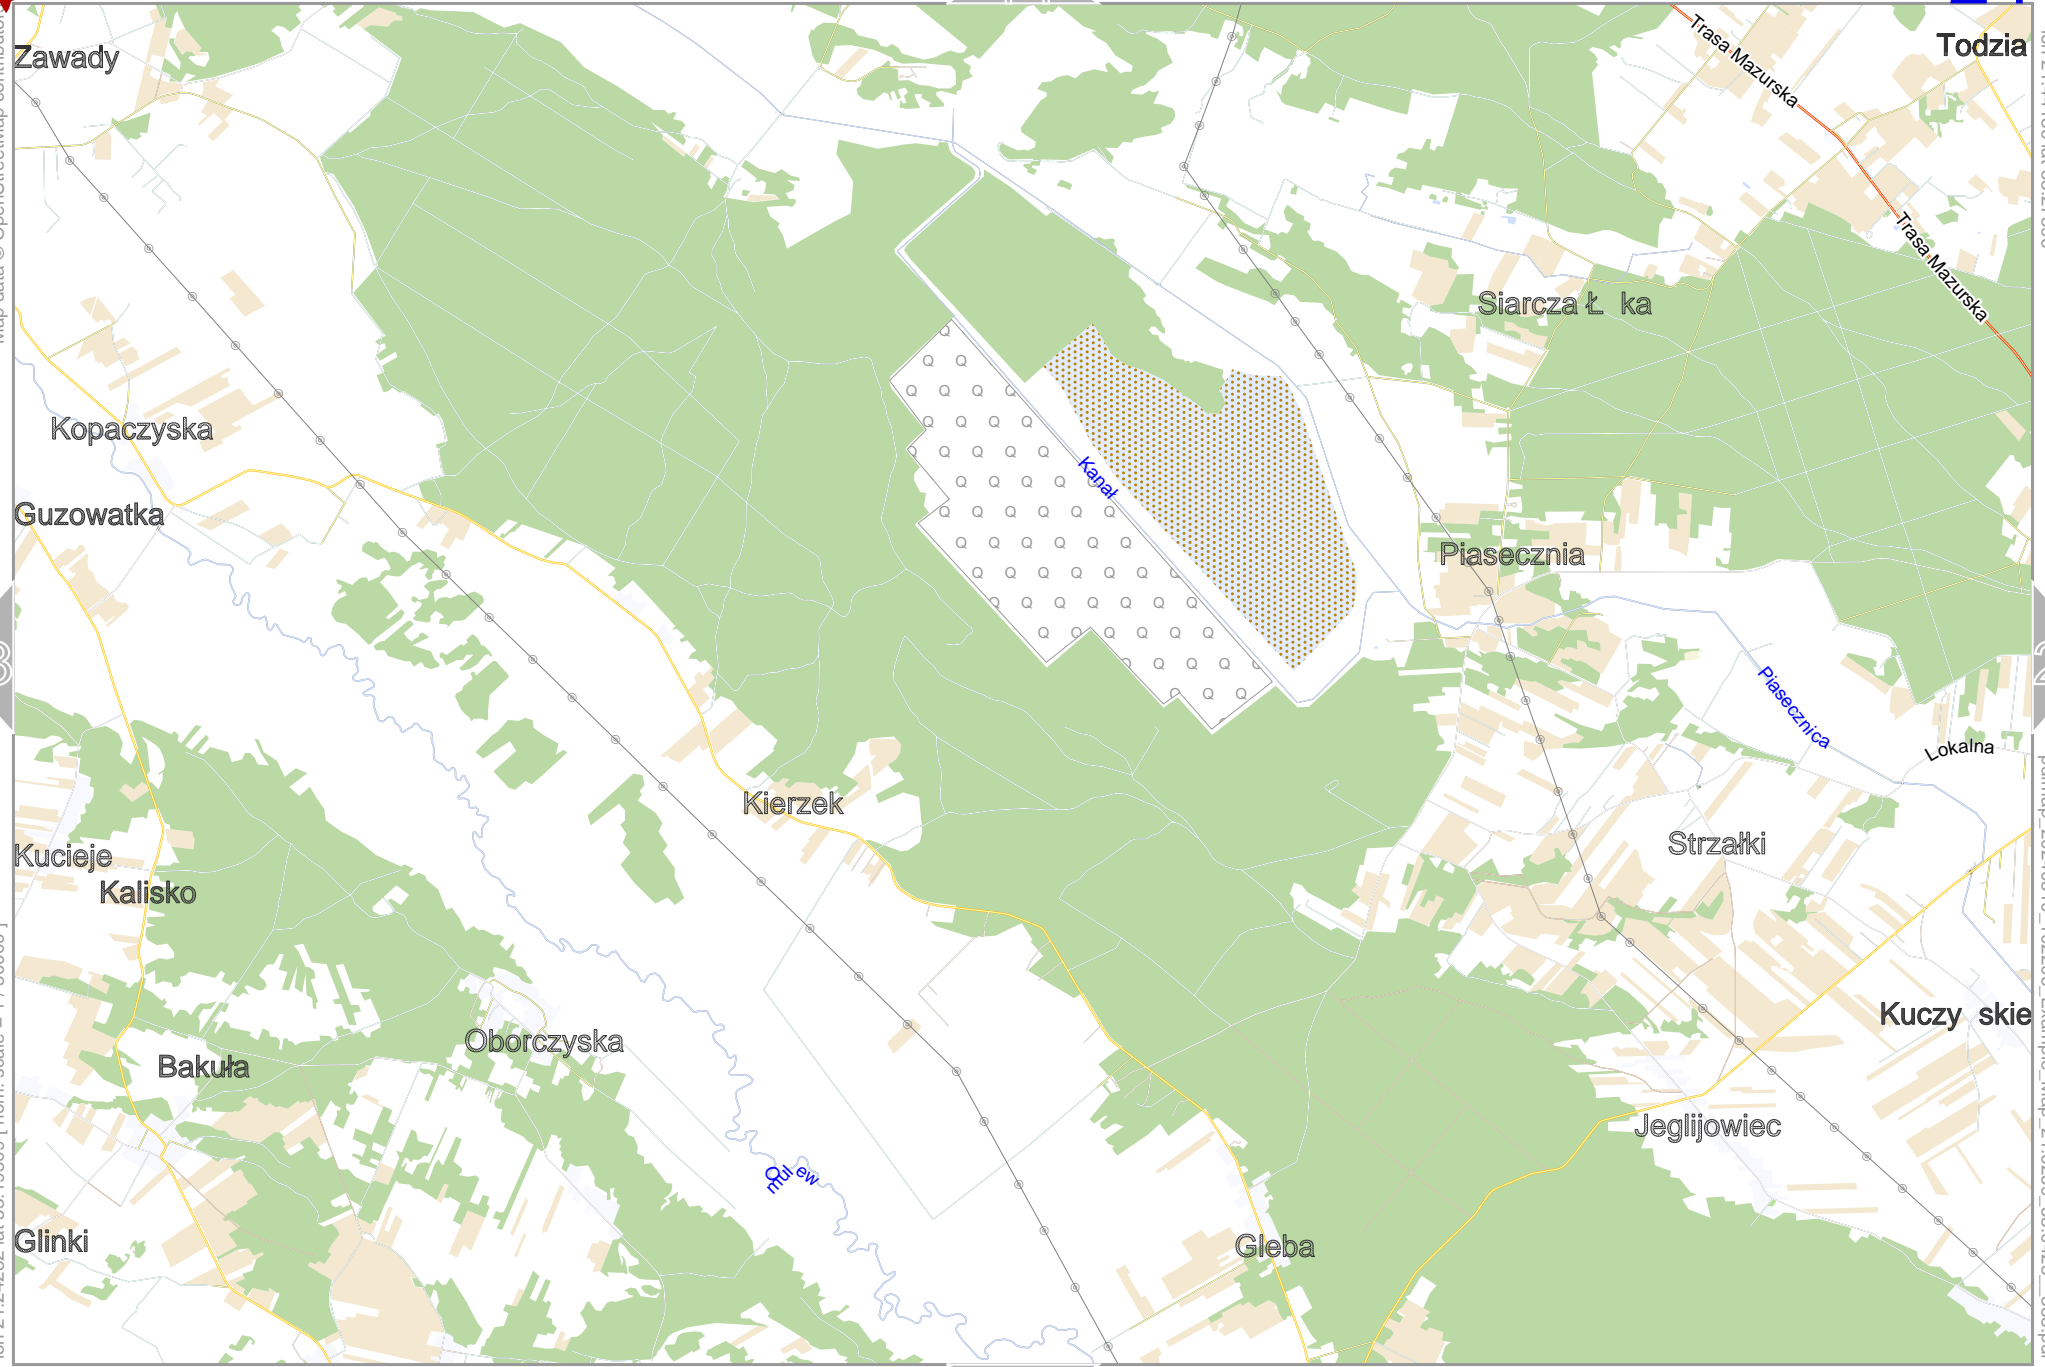 Zawady
Todzia
Trasa Mazurska
Trasa Mazurska
Siarcza Ł ka
Kopaczyska
Kanał
Guzowatka
Piasecznia
Piasecznica
Lokalna
Kierzek
Strzałki
Kucieje
Kalisko
Kuczy skie
Oborczyska
Bakuła
Jeglijowiec
Omulew
Glinki
Gleba